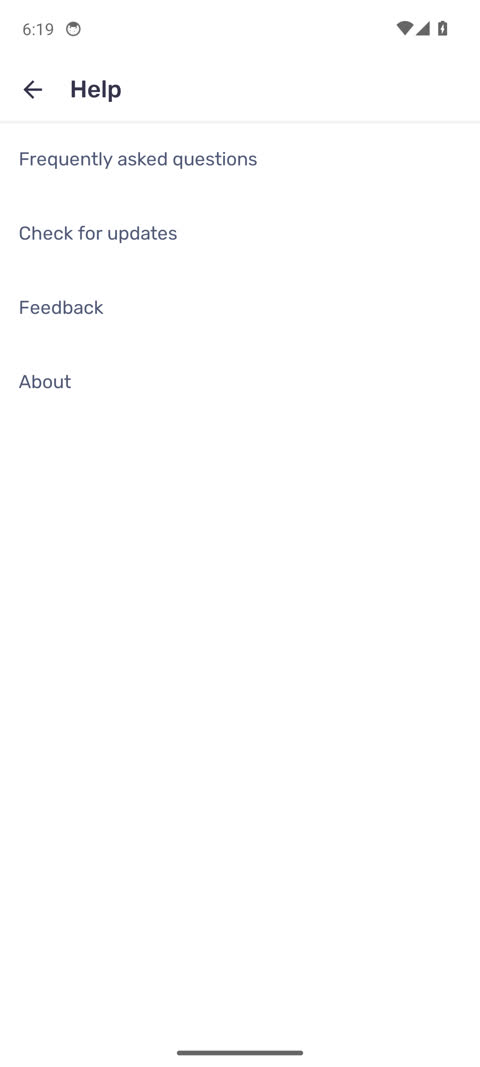 6:19
Help
Frequently asked questions
Check for updates
Feedback
About